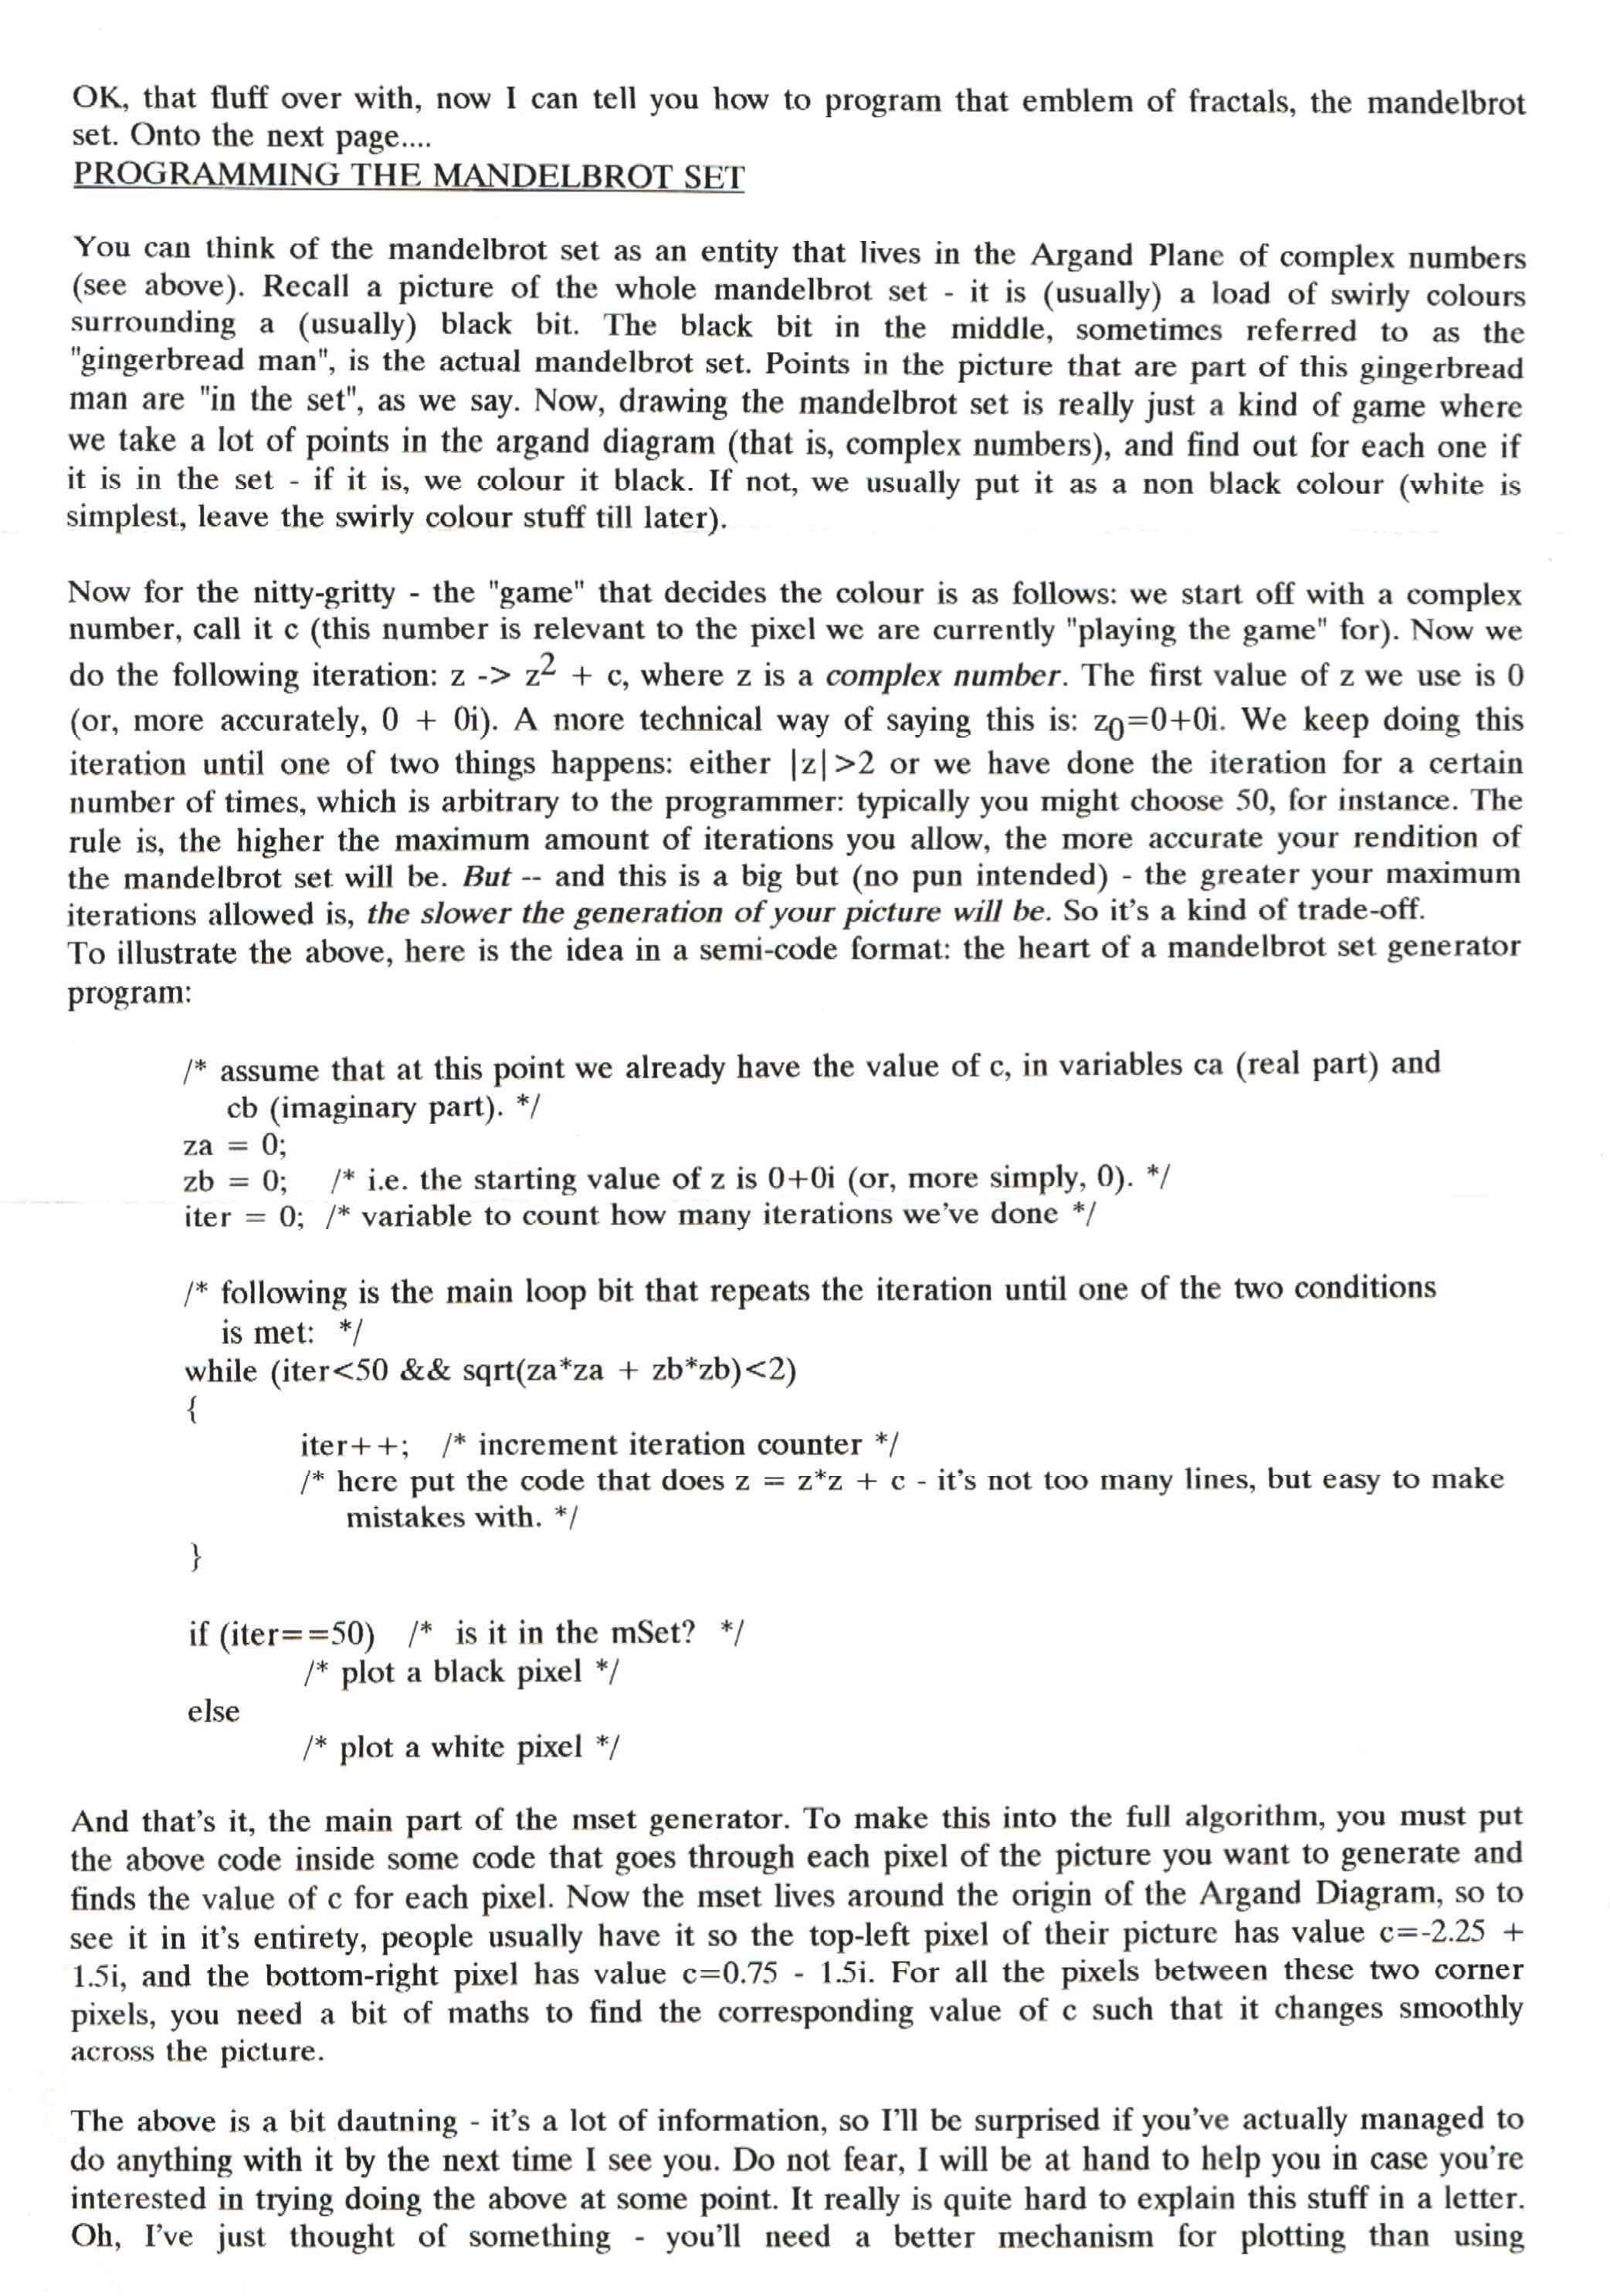 OK, that fluff over with, now I can tell you how to program that emblem of fractals, the mandelbrot
set. Onto the next page....
PROGRAMMING THE MANDELBROT SET
You can think of the mandelbrot set as an entity that lives in the Argand Plane of complex numbers
(see above). Recall a picture of the whole mandelbrot set - it is (usually) a load of swirly colours
surrounding a (usually) black bit. The black bit in the middle, sometimes referred to as the
"gingerbread man", is the actual mandelbrot set. Points in the picture that are part of this gingerbread
man are "in the set", as we say. Now, drawing the mandelbrot set is really just a kind of game where
we take a lot of points in the argand diagram (that is, complex numbers), and find out for each one if
it is in the set - if it is, we colour it black. If not, we usually put it as a non black colour (white is
simplest, leave the swirly colour stuff till later).
Now for the nitty-gritty - the "game" that decides the colour is as follows: we start off with a complex
number, call it c (this number is relevant to the pixel we are currently "playing the game" for). Now we
do the following iteration: z -> z2 + c, where z is a complex number. The first value of z we use is 0
(or, more accurately, 0 + 0i). A more technical way of saying this is: z0=0+0i. We keep doing this
iteration until one of two things happens: either |z|>2 or we have done the iteration for a certain
number of times, which is arbitrary to the programmer: typically you might choose 50, for instance. The
rule is, the higher the maximum amount of iterations you allow, the more accurate your rendition of
the mandelbrot set will be. But -- and this is a big but (no pun intended) - the greater your maximum
iterations allowed is, the slower the generation of your picture will be. So it's a kind of trade-off.
To illustrate the above, here is the idea in a semi-code format: the heart of a mandelbrot set generator
program:
/* assume that at this point we already have the value of c, in variables ca (real part) and
cb (imaginary part). */
za = 0;
zb = 0; /* i.e. the starting value of z is 0+0i (or, more simply, 0). */
iter = 0; /* variable to count how many iterations we've done */
/* following is the main loop bit that repeats the iteration until one of the two conditions
is met: */
while (iter<50 && sqrt(za*za + zb*zb)<2)
{
iter++; /* increment iteration counter */
/* here put the code that does z = z*z + c - it's not too many lines, but easy to make
mistakes with. */
}
if (iter==50) /* is it in the mSet? */
/* plot a black pixel */
else
/* plot a white pixel */
And that's it, the main part of the mset generator. To make this into the full algorithm, you must put
the above code inside some code that goes through each pixel of the picture you want to generate and
finds the value of c for each pixel. Now the mset lives around the origin of the Argand Diagram, so to
see it in it's entirety, people usually have it so the top-left pixel of their picture has value c=-2.25 +
1.5i, and the bottom-right pixel has value c=0.75 - 1.5i. For all the pixels between these two corner
pixels, you need a bit of maths to find the corresponding value of c such that it changes smoothly
across the picture.
The above is a bit dautning - it's a lot of information, so I'll be surprised if you've actually managed to
do anything with it by the next time I see you. Do not fear, I will be at hand to help you in case you're
interested in trying doing the above at some point. It really is quite hard to explain this stuff in a letter.
Oh, I've just thought of something - you'll need a better mechanism for plotting than using